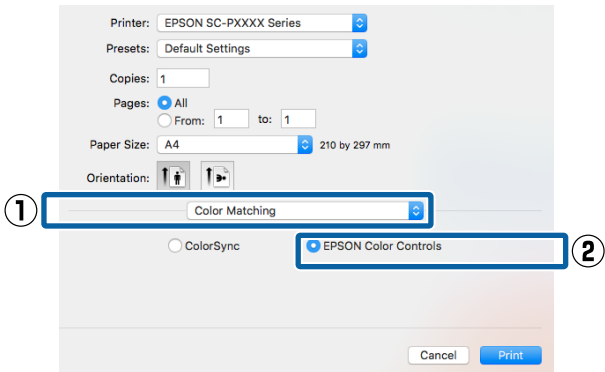 Printer: EPSON SC-PXXXX Series
Presets: Default Settings
Copies: 1
Pages: All
From: 1 to: 1
Paper Size: A4 210 by 297 mm
Orientation:
① Color Matching
ColorSync EPSON Color Controls ②
Cancel Print